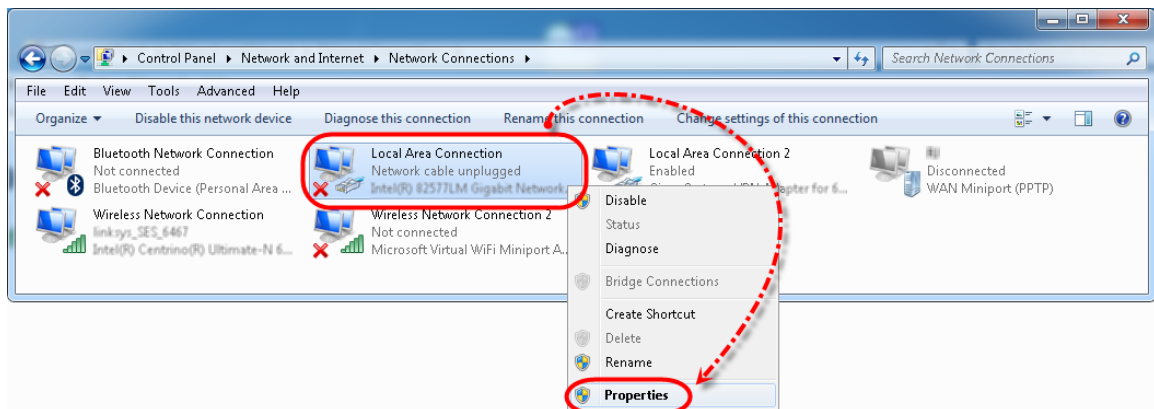 Control Panel ▸ Network and Internet ▸ Network Connections ▸
Search Network Connections
File Edit View Tools Advanced Help
Organize Disable this network device Diagnose this connection Rename this connection Change settings of this connection
Bluetooth Network Connection
Not connected
Bluetooth Device (Personal Area ...
Local Area Connection
Network cable unplugged
Intel(R) 82577LM Gigabit Network...
Local Area Connection 2
Enabled
Adapter for 6...
Disconnected
WAN Miniport (PPTP)
Wireless Network Connection
linksys_SES_6467
Intel(R) Centrino(R) Ultimate-N 6...
Wireless Network Connection 2
Not connected
Microsoft Virtual WiFi Miniport A...
Disable
Status
Diagnose
Bridge Connections
Create Shortcut
Delete
Rename
Properties